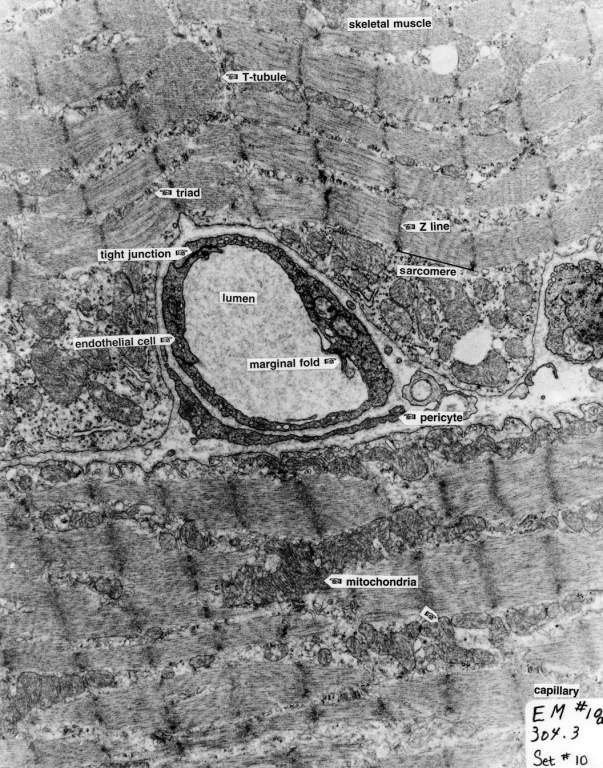 skeletal muscle
T-tubule
triad
Z line
tight junction
sarcomere
lumen
endothelial cell
marginal fold
pericyte
mitochondria
capillary
EM #10a
304.3
Set #10